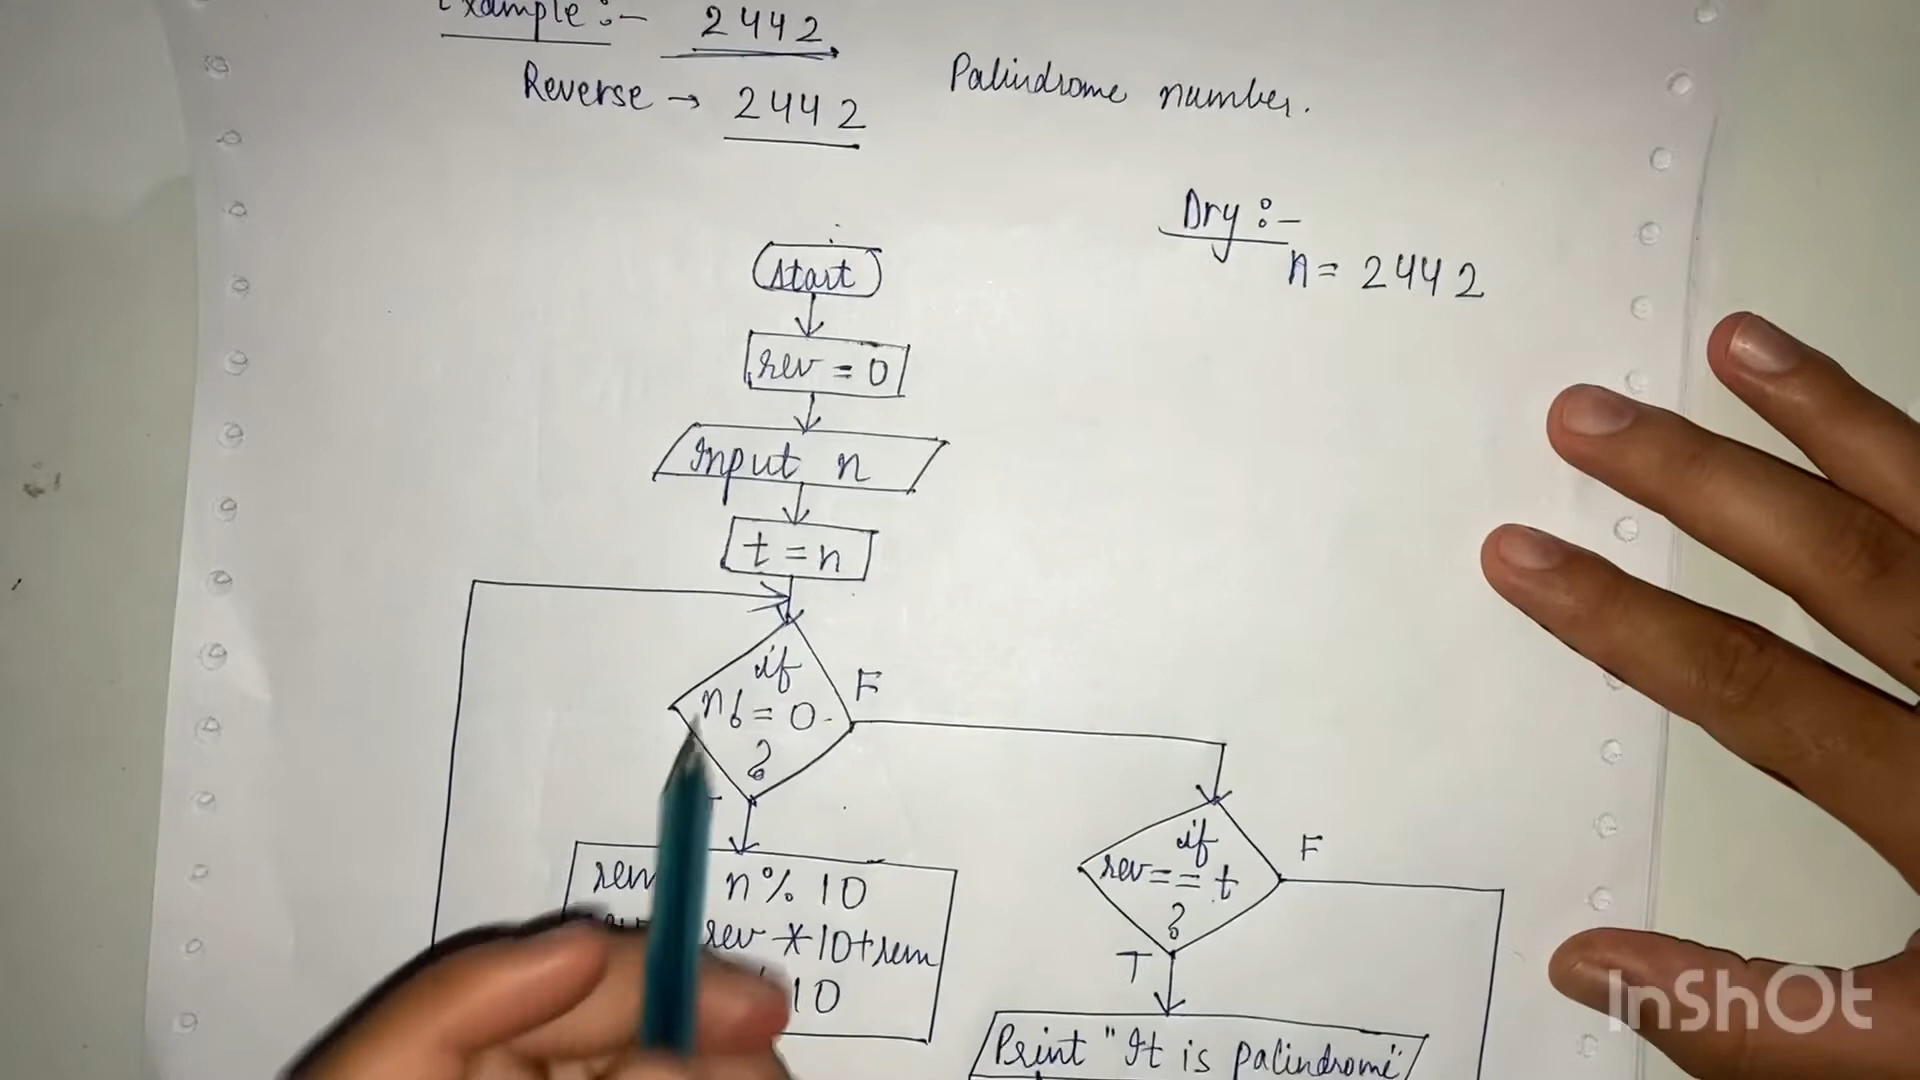 Example :-
2442
Reverse → 2442
Palindrome number.
Dry :-
n = 2442
Start
rev = 0
Input n
t = n
if
n != 0
?
F
rem n % 10
rev * 10 + rem
10
if
rev == t
?
F
T
Print "It is palindrome"
InShOt